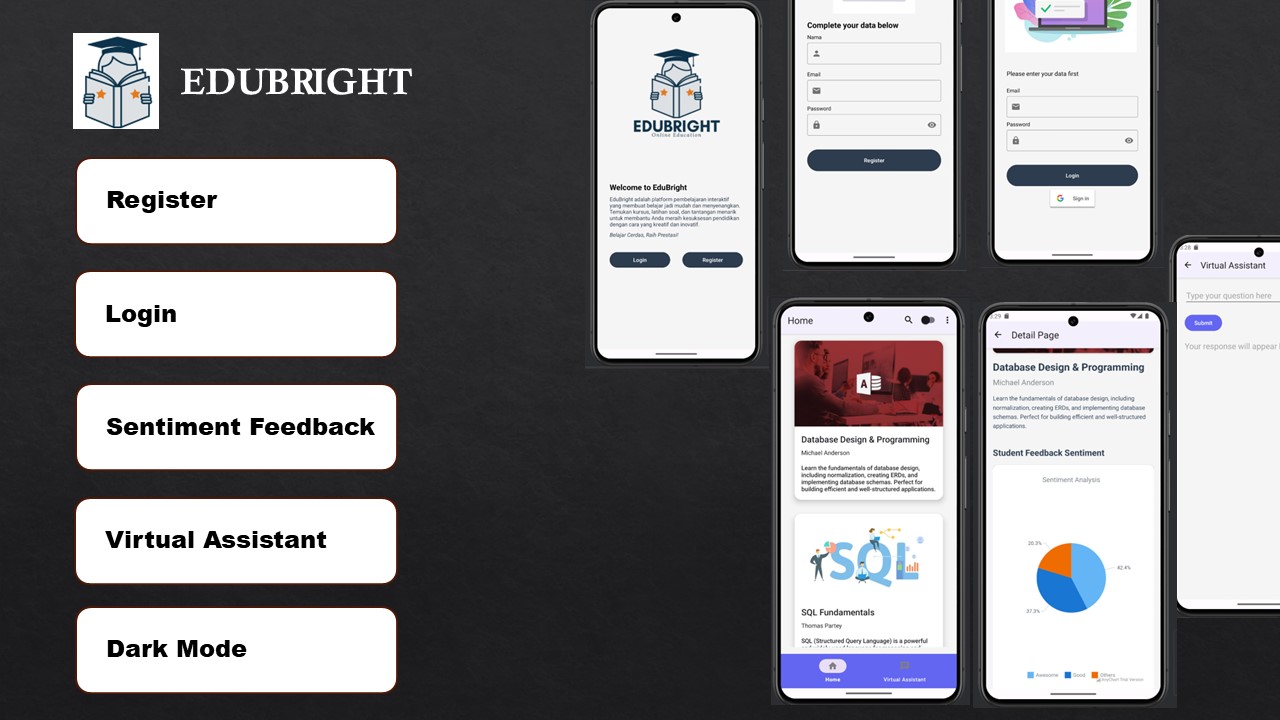 EDUBRIGHT
Register
Login
Sentiment Feedback
Virtual Assistant
Dark Mode
EDUBRIGHT
Online Education
Welcome to EduBright
EduBright adalah platform pembelajaran interaktif
yang membuat belajar jadi mudah dan menyenangkan.
Temukan kursus, latihan soal, dan tantangan menarik
untuk membantu Anda meraih kesuksesan pendidikan
dengan cara yang kreatif dan inovatif.
Belajar Cerdas, Raih Prestasi!
Login
Register
Complete your data below
Nama
Email
Password
Register
Please enter your data first
Email
Password
Login
Sign in
Home
Database Design & Programming
Michael Anderson
Learn the fundamentals of database design,
including normalization, creating ERDs, and
implementing database schemas. Perfect for
building efficient and well-structured applications.
SQL
SQL Fundamentals
Thomas Partey
SQL (Structured Query Language) is a powerful
Home
Virtual Assistant
3:29
Detail Page
Database Design & Programming
Michael Anderson
Learn the fundamentals of database design, including
normalization, creating ERDs, and implementing database
schemas. Perfect for building efficient and well-structured
applications.
Student Feedback Sentiment
Sentiment Analysis
20.3%
42.4%
37.3%
Awesome
Good
Others
AnyChart Trial Version
:28
Virtual Assistant
Type your question here
Submit
Your response will appear